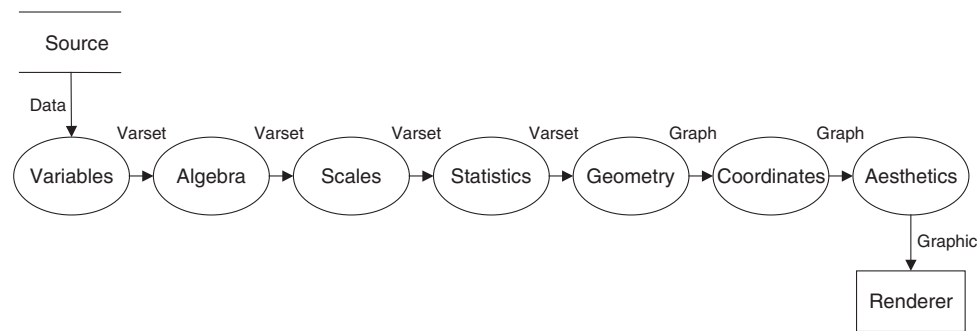 Source
Data
Varset Varset Varset Varset Graph Graph
Variables Algebra Scales Statistics Geometry Coordinates Aesthetics
Graphic
Renderer